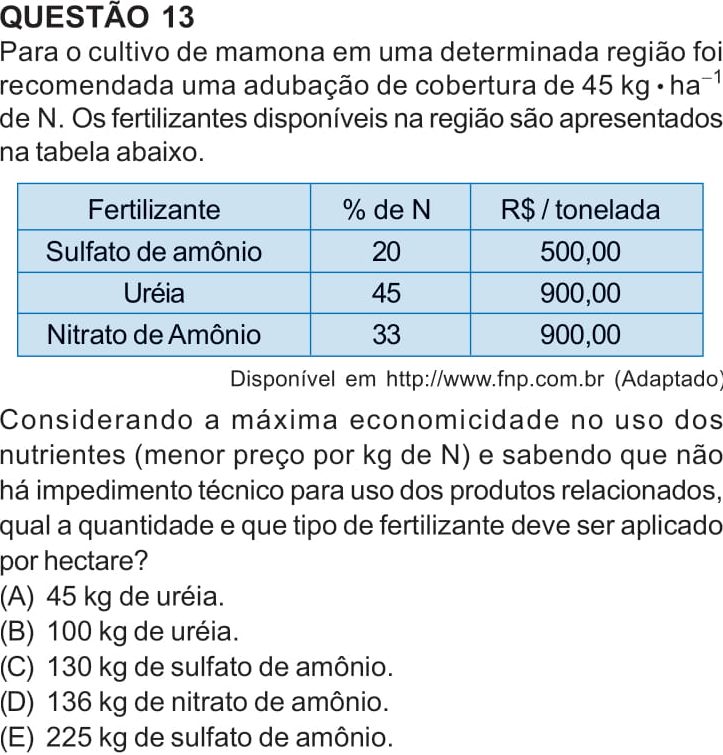 QUESTÃO 13
Para o cultivo de mamona em uma determinada região foi
recomendada uma adubação de cobertura de 45 kg • ha⁻¹
de N. Os fertilizantes disponíveis na região são apresentados
na tabela abaixo.
Fertilizante % de N R$ / tonelada
Sulfato de amônio 20 500,00
Uréia 45 900,00
Nitrato de Amônio 33 900,00
Disponível em http://www.fnp.com.br (Adaptado)
Considerando a máxima economicidade no uso dos
nutrientes (menor preço por kg de N) e sabendo que não
há impedimento técnico para uso dos produtos relacionados,
qual a quantidade e que tipo de fertilizante deve ser aplicado
por hectare?
(A) 45 kg de uréia.
(B) 100 kg de uréia.
(C) 130 kg de sulfato de amônio.
(D) 136 kg de nitrato de amônio.
(E) 225 kg de sulfato de amônio.